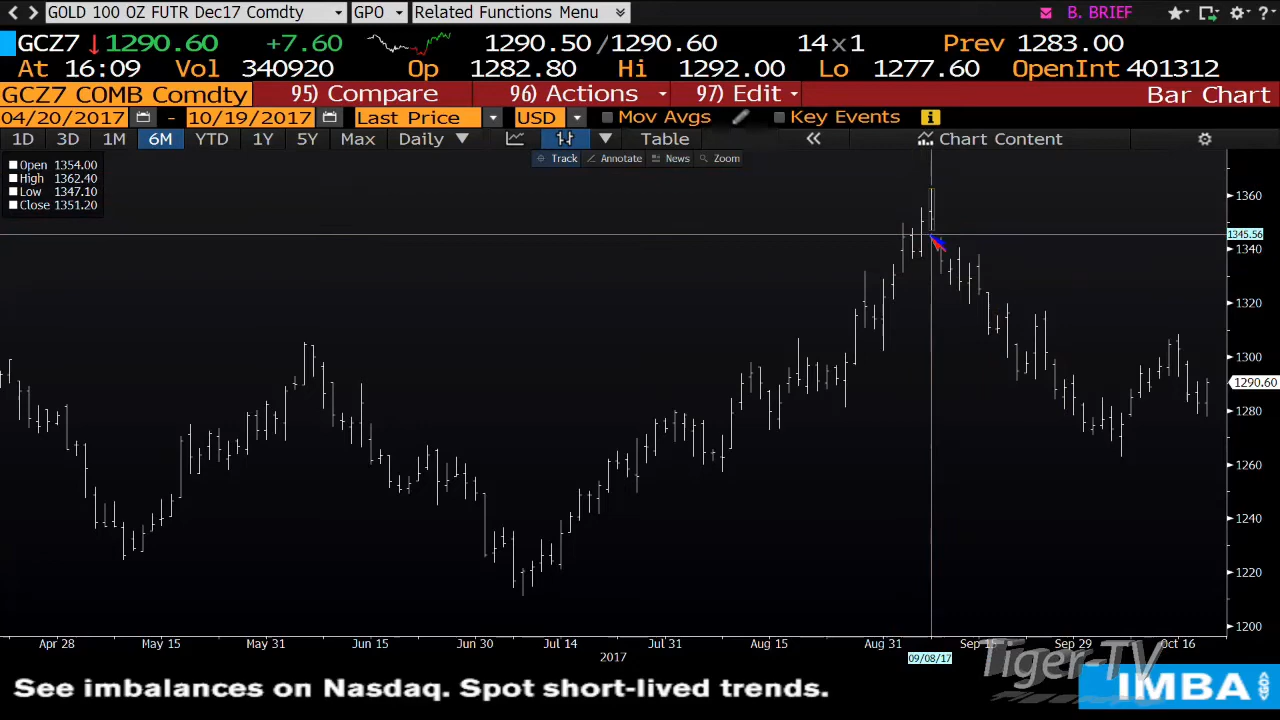 GOLD 100 OZ FUTR Dec17 Comdty GPO Related Functions Menu B. BRIEF ?
GCZ7 ↓1290.60 +7.60 1290.50/1290.60 14x1 Prev 1283.00
At 16:09 Vol 340920 Op 1282.80 Hi 1292.00 Lo 1277.60 OpenInt 401312
GCZ7 COMB Comdty 95) Compare 96) Actions 97) Edit Bar Chart
04/20/2017 - 10/19/2017 Last Price USD Mov Avgs Key Events i
1D 3D 1M 6M YTD 1Y 5Y Max Daily ▼ Table « Chart Content
Track Annotate News Zoom
Open 1354.00
High 1362.40
Low 1347.10
Close 1351.20
1360
1345.56
1340
1320
1300
1290.60
1280
1260
1240
1220
1200
Apr 28 May 15 May 31 Jun 15 Jun 30 Jul 14 Jul 31 Aug 15 Aug 31 Sep 15 Sep 29 Oct 16
2017 09/08/17
Tiger-TV
See imbalances on Nasdaq. Spot short-lived trends. IMBA GO